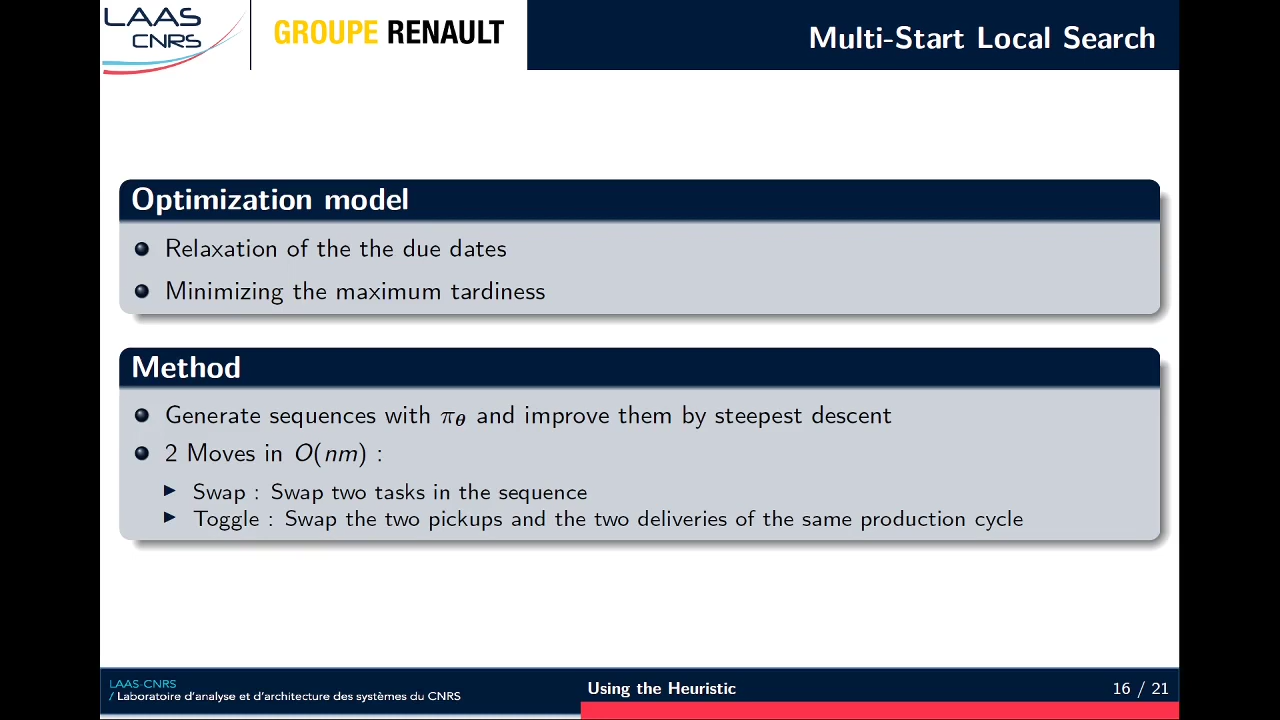 LAAS
CNRS
GROUPE RENAULT
Multi-Start Local Search
Optimization model
Relaxation of the the due dates
Minimizing the maximum tardiness
Method
Generate sequences with πθ and improve them by steepest descent
2 Moves in O(nm) :
Swap : Swap two tasks in the sequence
Toggle : Swap the two pickups and the two deliveries of the same production cycle
LAAS-CNRS
/ Laboratoire d'analyse et d'architecture des systèmes du CNRS
Using the Heuristic
16 / 21